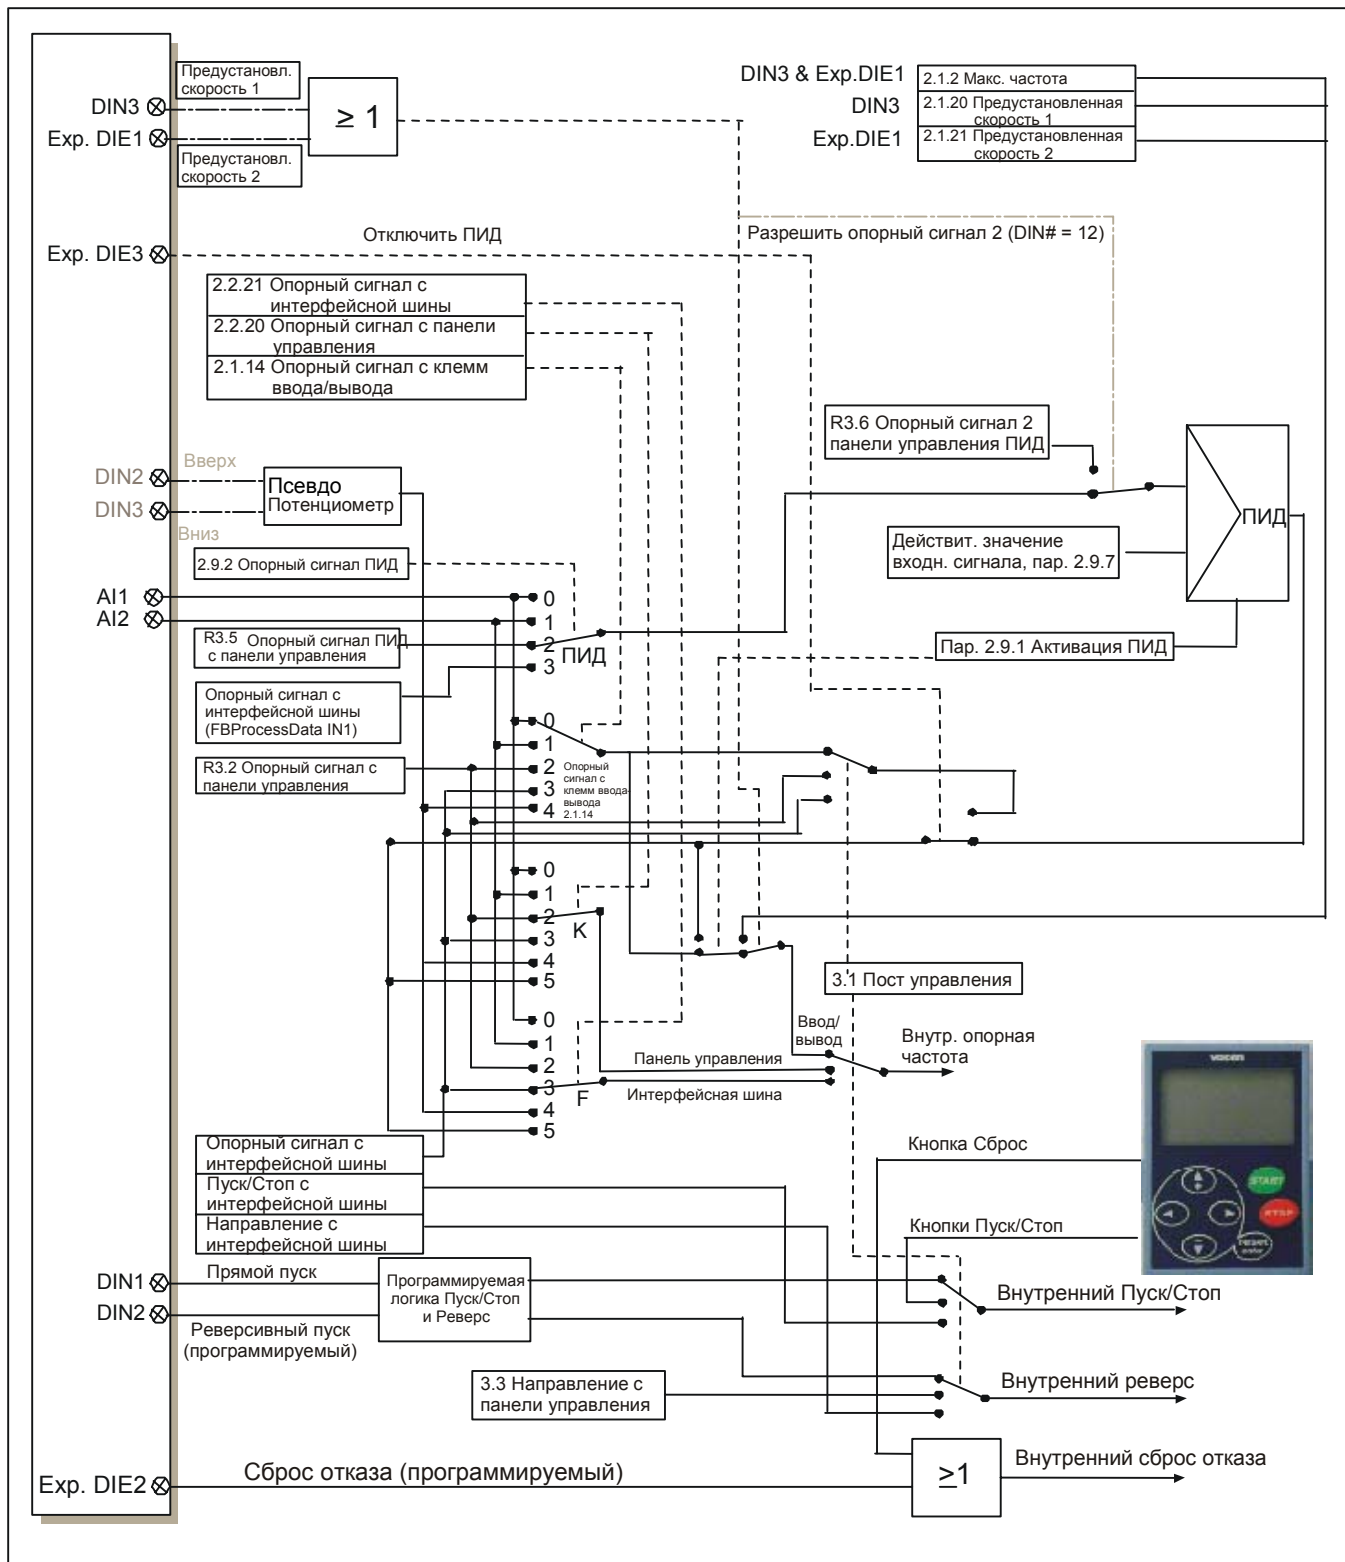 Предустановл.
скорость 1
DIN3
≥ 1
Exp. DIE1
Предустановл.
скорость 2
DIN3 & Exp.DIE1
2.1.2 Макс. частота
DIN3
2.1.20 Предустановленная
скорость 1
Exp.DIE1
2.1.21 Предустановленная
скорость 2
Отключить ПИД
Разрешить опорный сигнал 2 (DIN# = 12)
Exp. DIE3
2.2.21 Опорный сигнал с
интерфейсной шины
2.2.20 Опорный сигнал с панели
управления
2.1.14 Опорный сигнал с клемм
ввода/вывода
R3.6 Опорный сигнал 2
панели управления ПИД
Вверх
DIN2
Псевдо
Потенциометр
DIN3
Вниз
ПИД
Действит. значение
входн. сигнала, пар. 2.9.7
2.9.2 Опорный сигнал ПИД
AI1
0
AI2
1
R3.5 Опорный сигнал ПИД
с панели управления
2
ПИД
3
Пар. 2.9.1 Активация ПИД
Опорный сигнал с
интерфейсной шины
(FBProcessData IN1)
0
1
R3.2 Опорный сигнал с
панели управления
2
3
4
Опорный
сигнал с
клемм ввода-
вывода
2.1.14
0
1
2
K
3
4
5
3.1 Пост управления
0
1
2
3
F
4
5
Ввод/
вывод
Панель управления
Интерфейсная шина
Внутр. опорная
частота
vacon
START
STOP
RESET
enter
Опорный сигнал с
интерфейсной шины
Пуск/Стоп с
интерфейсной шины
Направление с
интерфейсной шины
Кнопка Сброс
Кнопки Пуск/Стоп
DIN1
Прямой пуск
DIN2
Реверсивный пуск
(программируемый)
Программируемая
логика Пуск/Стоп
и Реверс
Внутренний Пуск/Стоп
3.3 Направление с
панели управления
Внутренний реверс
Exp. DIE2
Сброс отказа (программируемый)
≥1
Внутренний сброс отказа